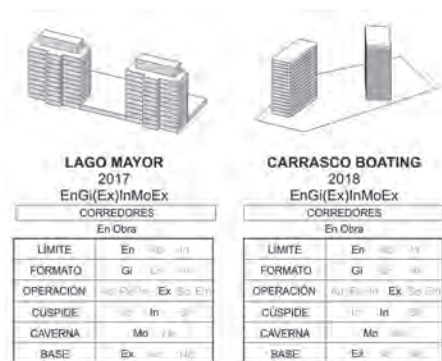 LAGO MAYOR
2017
EnGi(Ex)InMoEx
CORREDORES
En Obra
LÍMITE En
FORMATO Gi
OPERACIÓN Ex
CÚSPIDE In
CAVERNA Mo
BASE Ex
CARRASCO BOATING
2018
EnGi(Ex)InMoEx
CORREDORES
En Obra
LÍMITE En
FORMATO Gi
OPERACIÓN Ex
CÚSPIDE In
CAVERNA Mo
BASE Ex